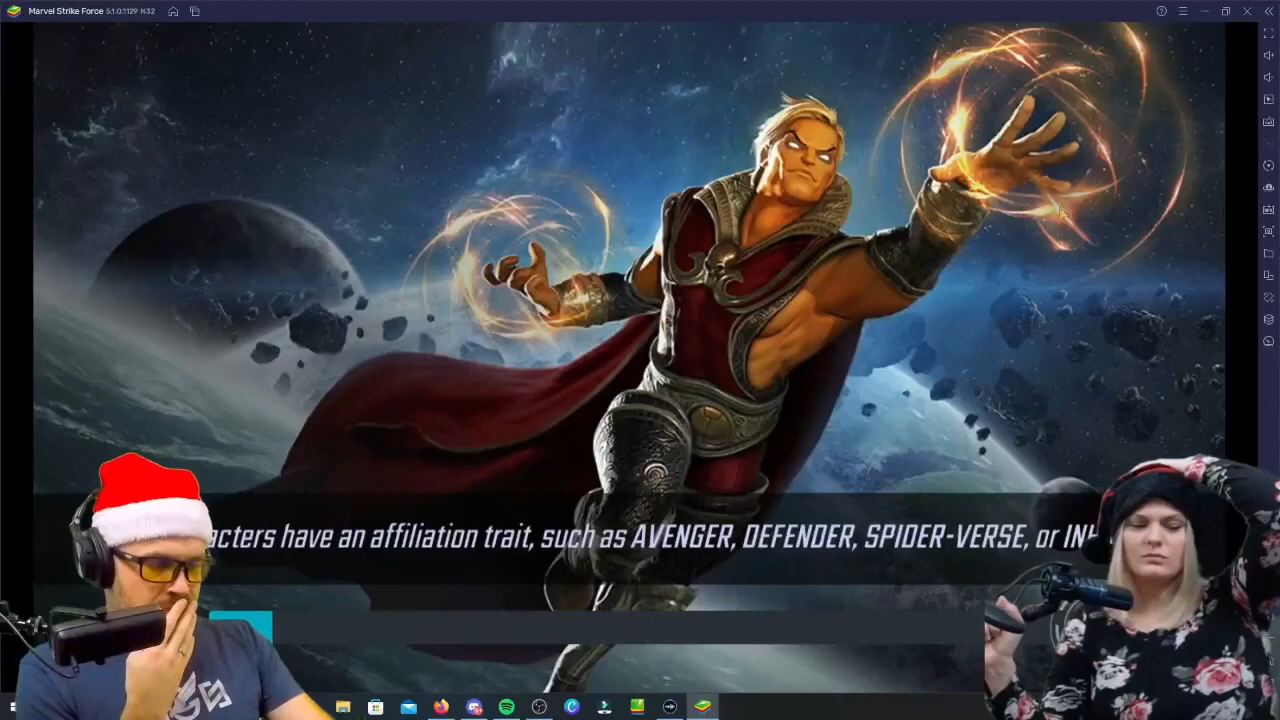 Marvel Strike Force 5.1.0.1129 N32
acters have an affiliation trait, such as AVENGER, DEFENDER, SPIDER-VERSE, or